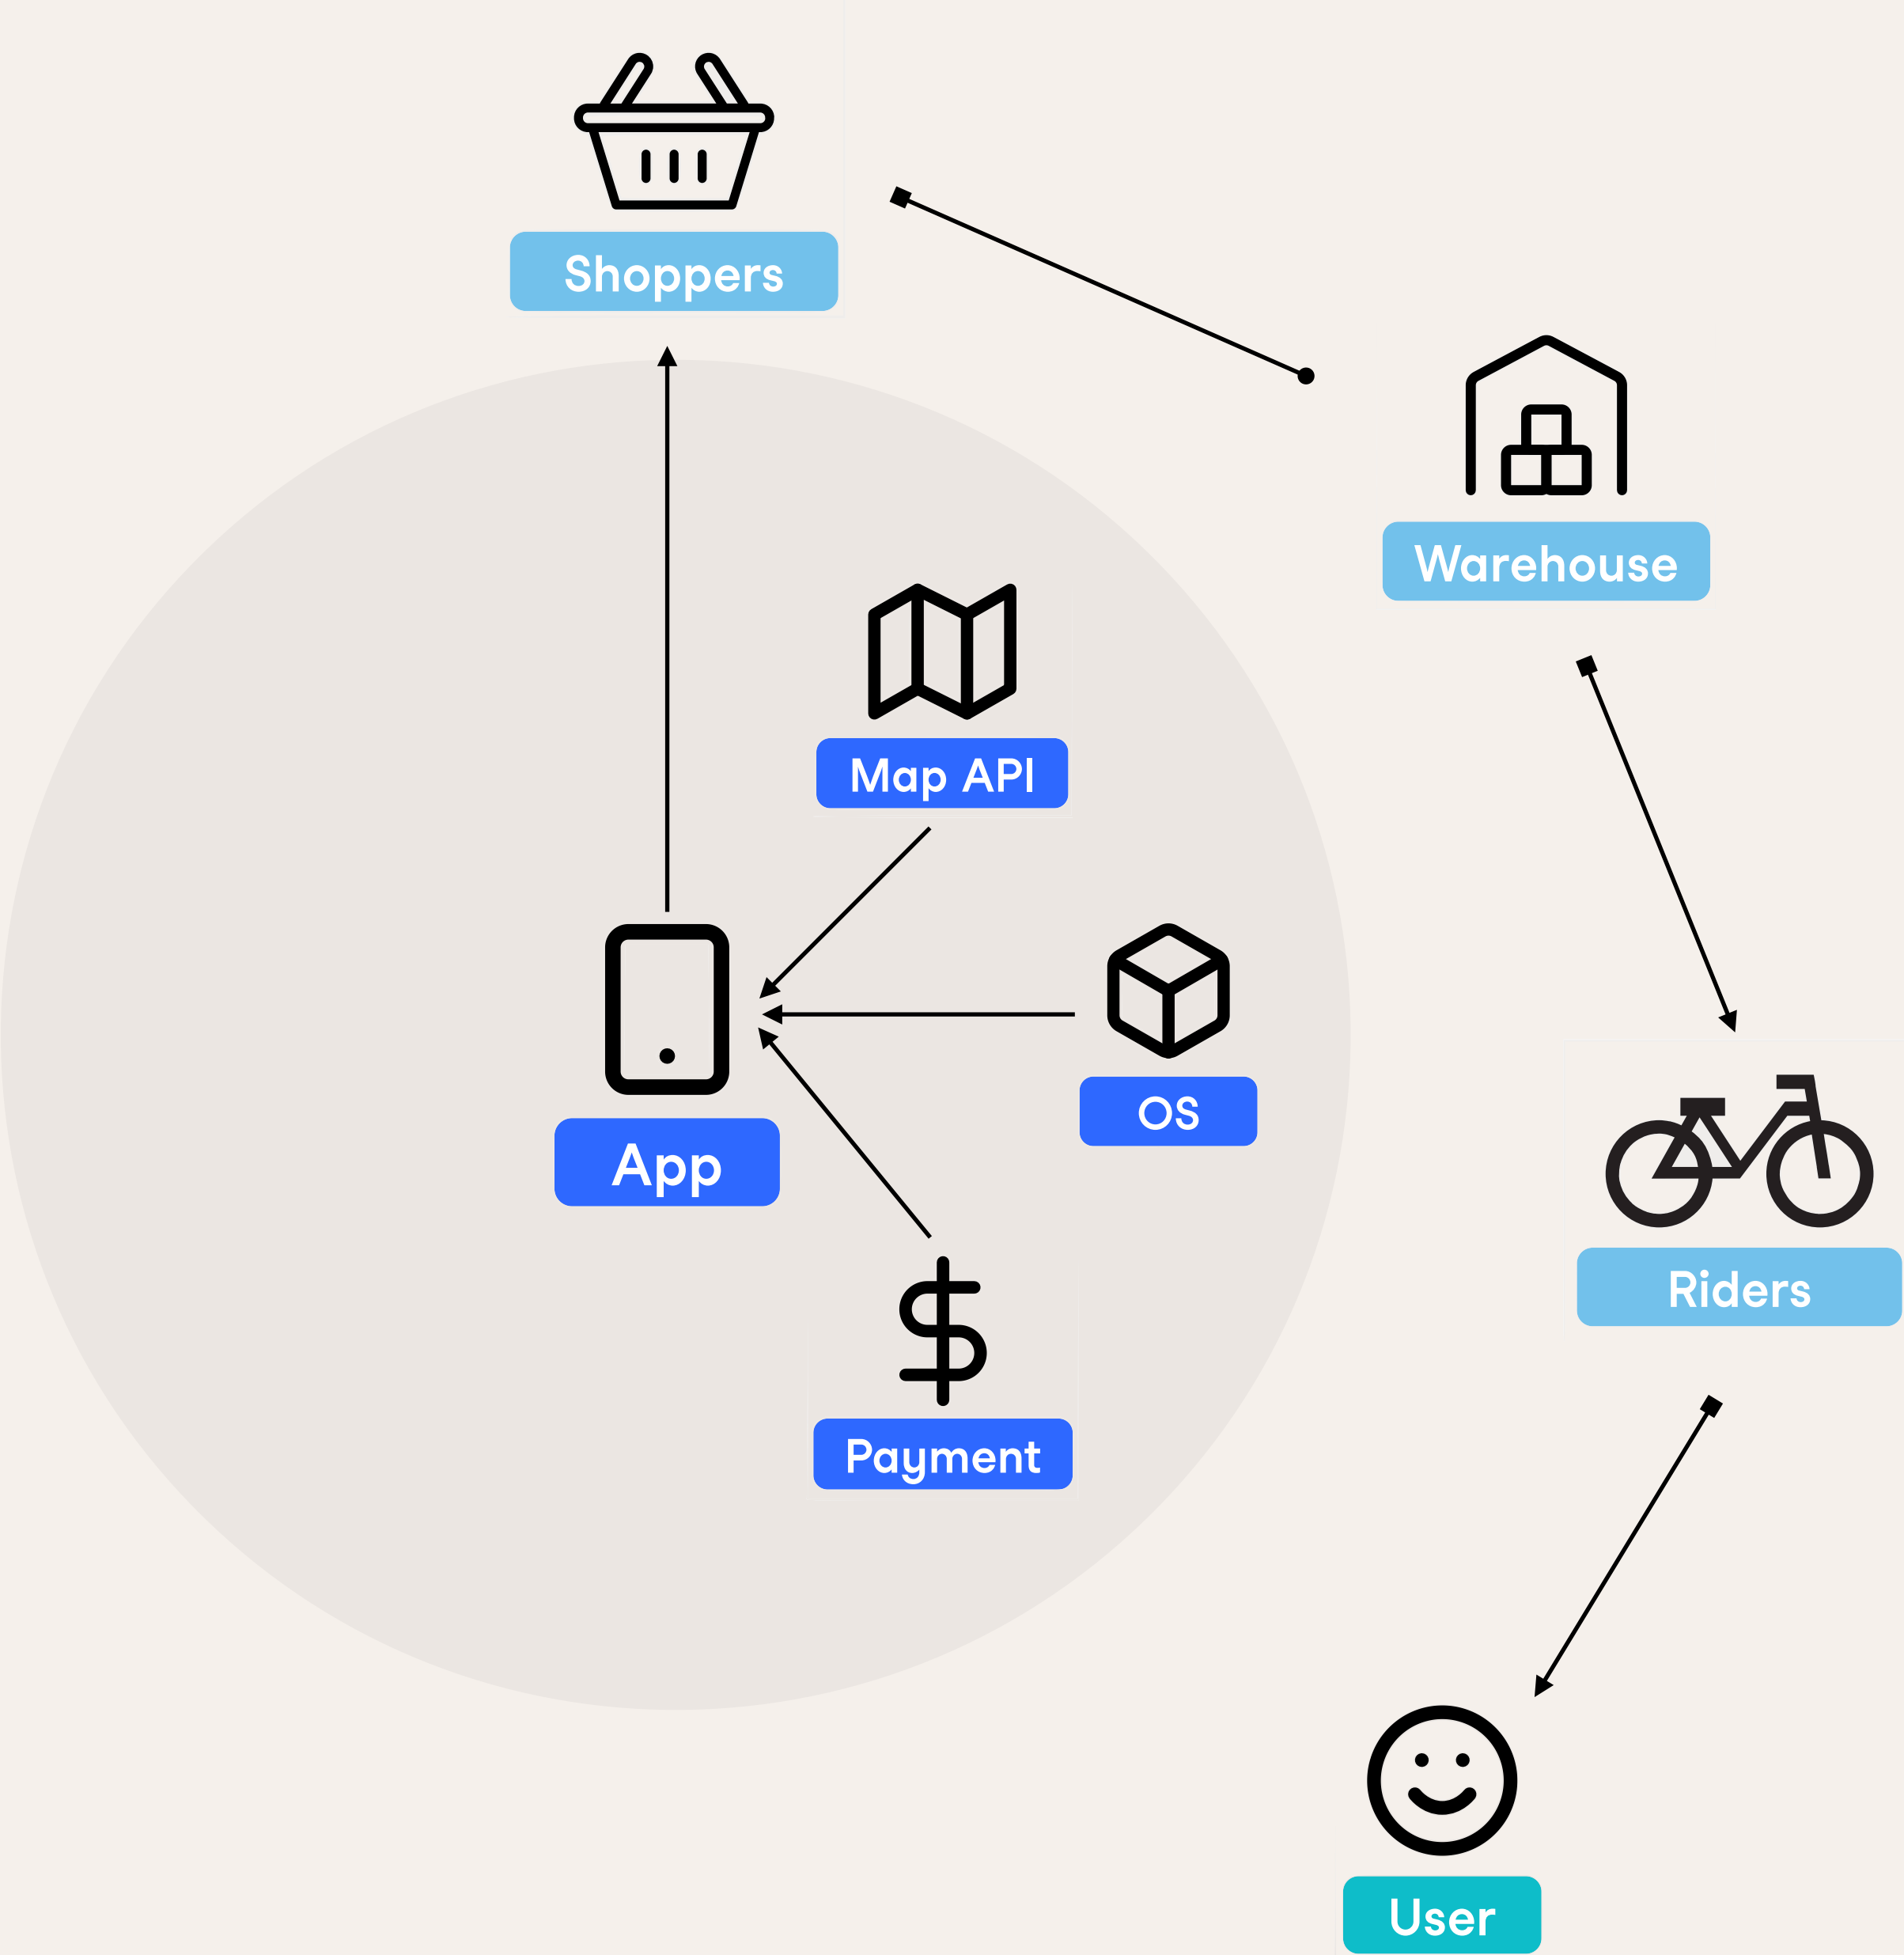 Shoppers
Warehouse
Map API
OS
App
Riders
Payment
User